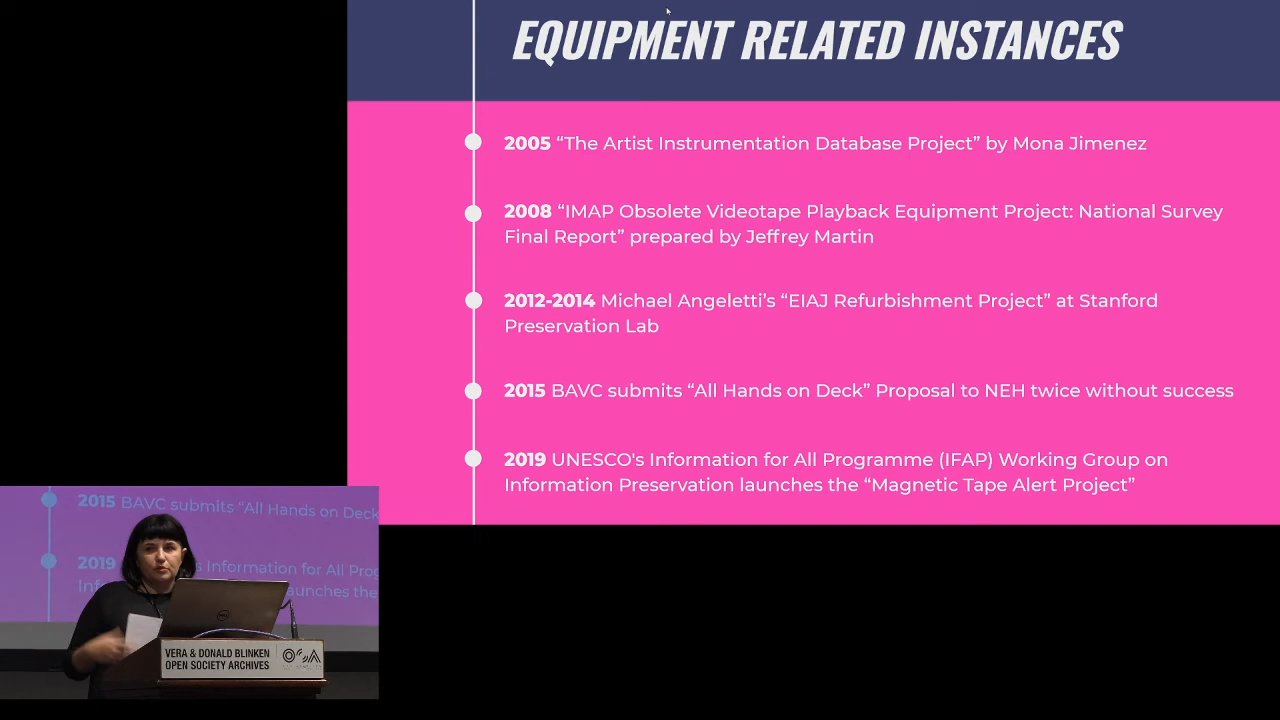 EQUIPMENT RELATED INSTANCES
2005 “The Artist Instrumentation Database Project” by Mona Jimenez
2008 “IMAP Obsolete Videotape Playback Equipment Project: National Survey
Final Report” prepared by Jeffrey Martin
2012-2014 Michael Angeletti’s “EIAJ Refurbishment Project” at Stanford
Preservation Lab
2015 BAVC submits “All Hands on Deck” Proposal to NEH twice without success
2019 UNESCO's Information for All Programme (IFAP) Working Group on
Information Preservation launches the “Magnetic Tape Alert Project”
2015 BAVC submits “All Hands on Deck
2019 Information for All
launches the
DELL
VERA & DONALD BLINKEN
OPEN SOCIETY ARCHIVES